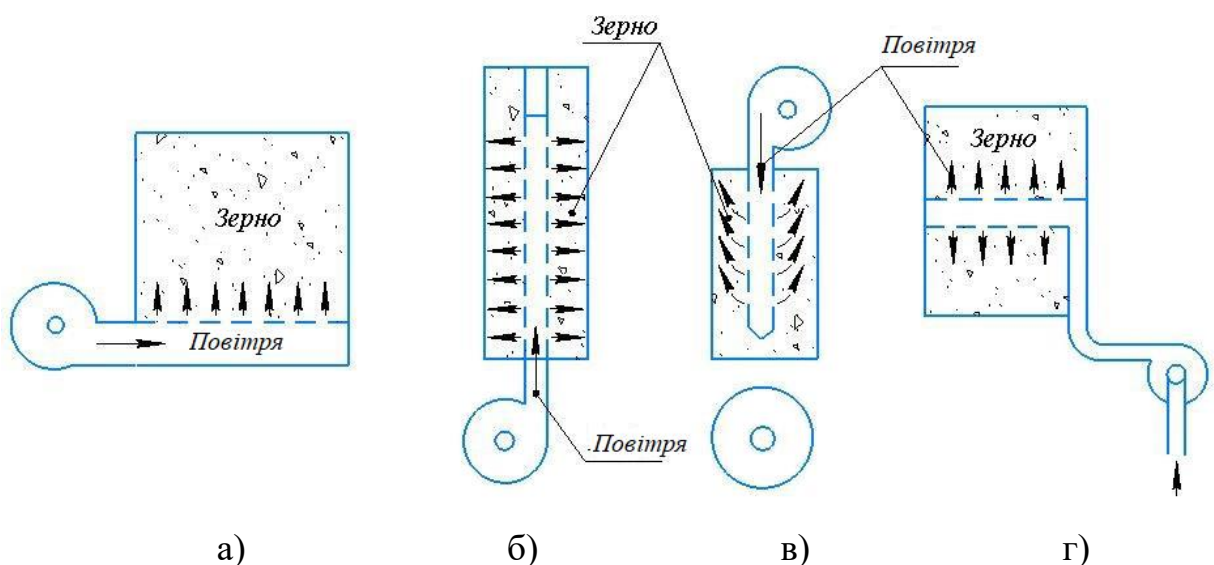 Зерно
Повітря
Зерно
Зерно
Повітря
.Повітря
а)
б)
в)
г)